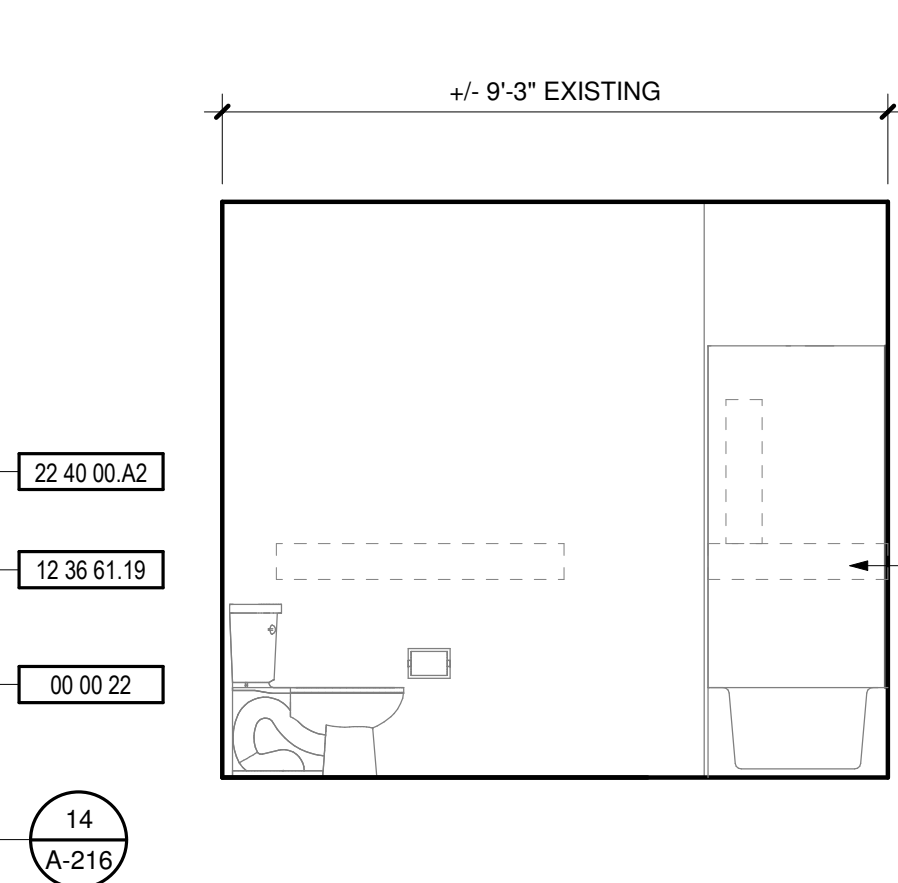 +/- 9'-3" EXISTING
22 40 00.A2
12 36 61.19
00 00 22
14
A-216